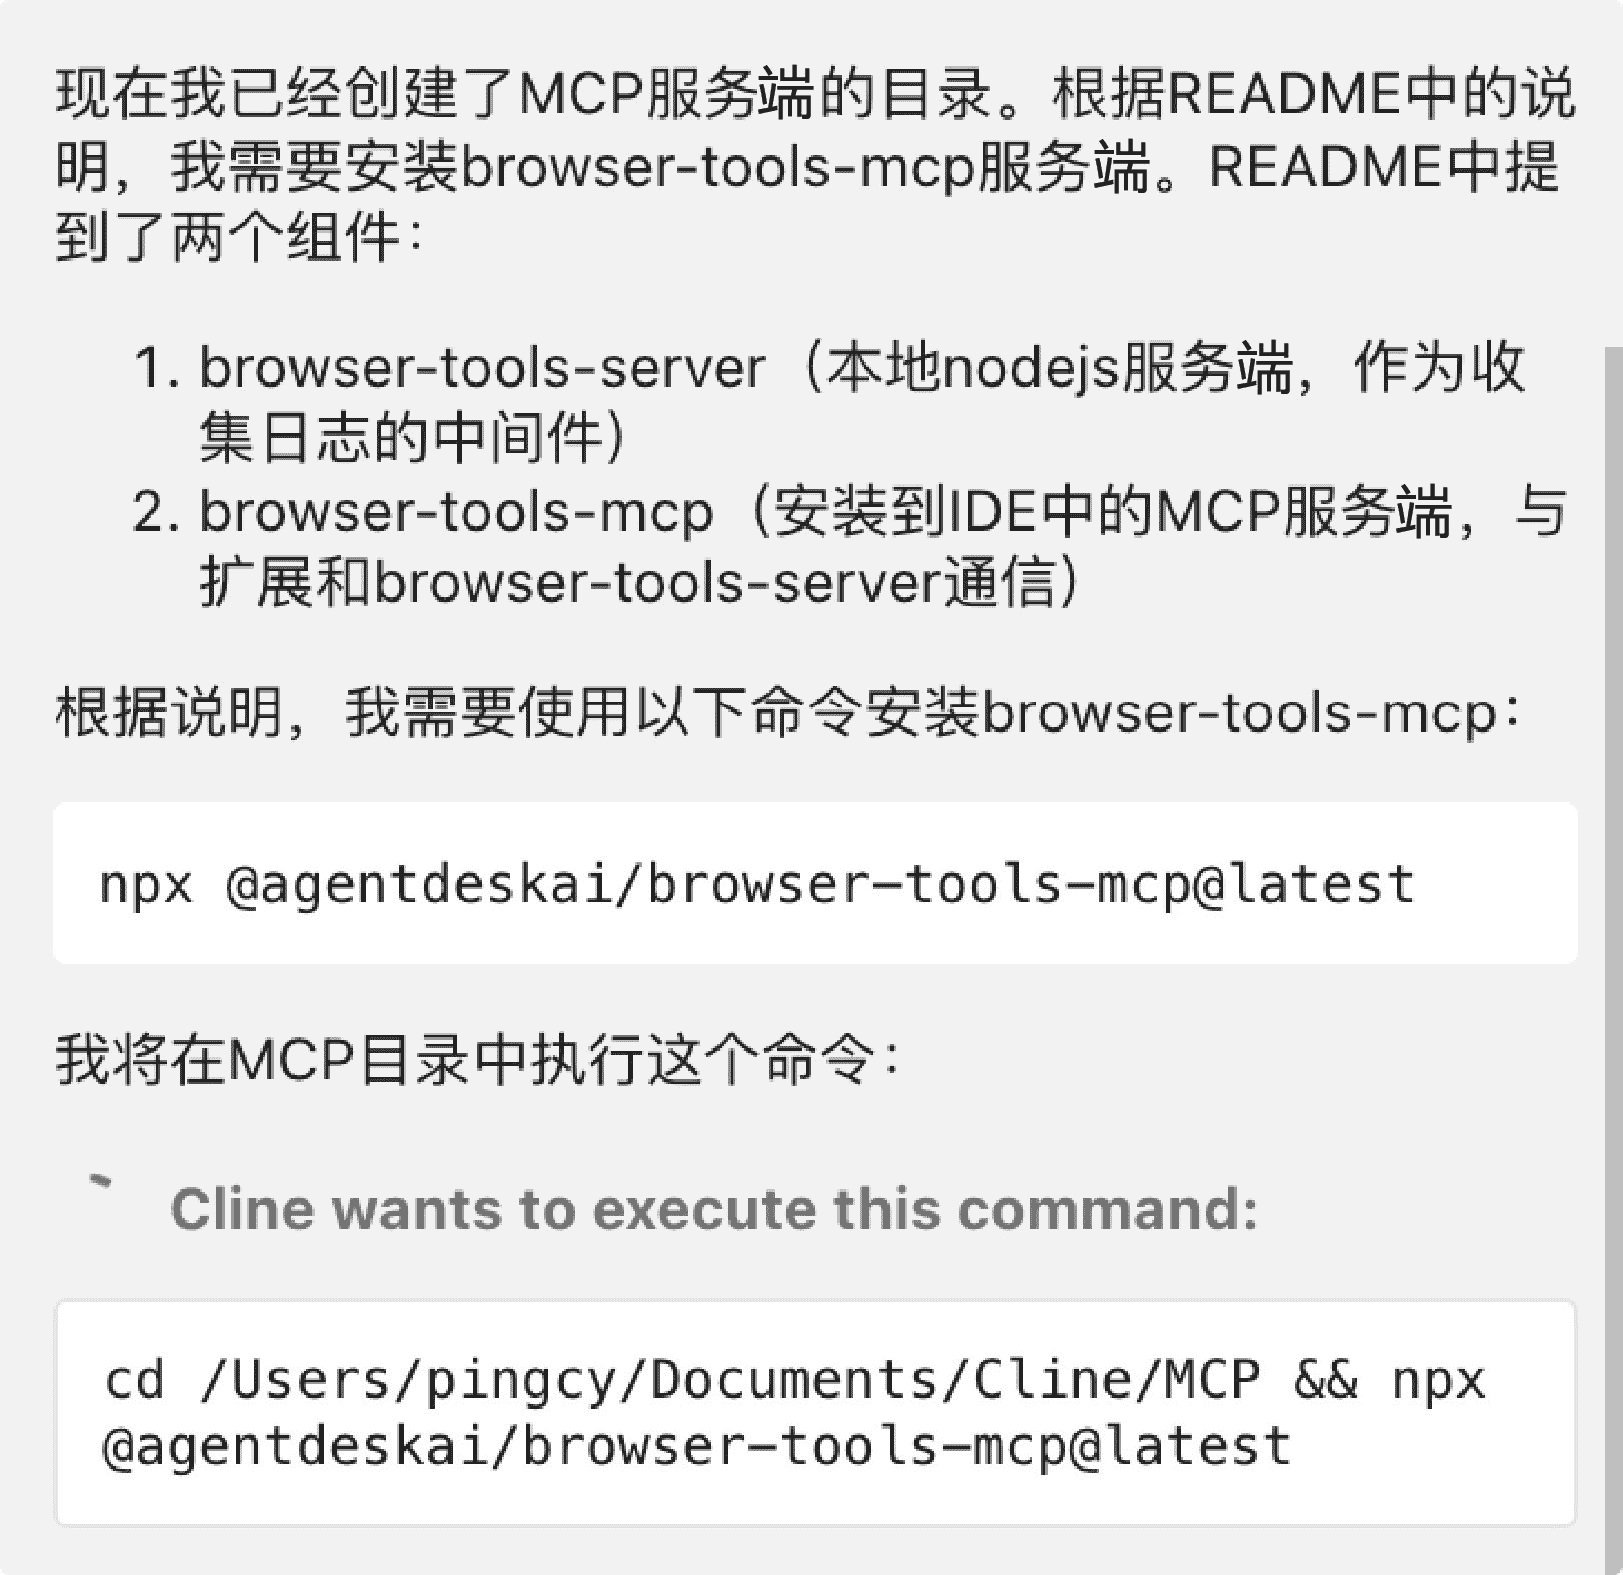 现在我已经创建了MCP服务端的目录。根据README中的说
明，我需要安装browser-tools-mcp服务端。README中提
到了两个组件：
1. browser-tools-server（本地nodejs服务端，作为收
集日志的中间件）
2. browser-tools-mcp（安装到IDE中的MCP服务端，与
扩展和browser-tools-server通信）
根据说明，我需要使用以下命令安装browser-tools-mcp：
npx @agentdeskai/browser-tools-mcp@latest
我将在MCP目录中执行这个命令：
Cline wants to execute this command:
cd /Users/pingcy/Documents/Cline/MCP && npx
@agentdeskai/browser-tools-mcp@latest